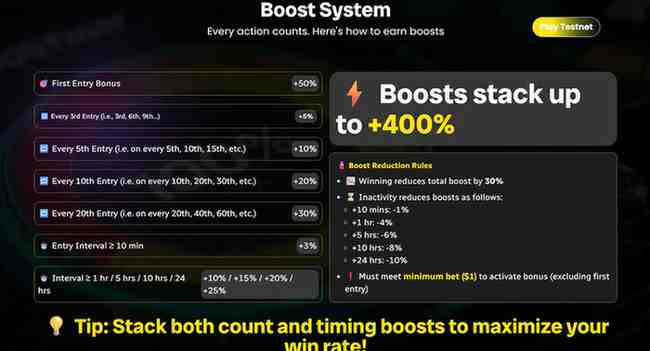 Boost System
Every action counts. Here's how to earn boosts
Play Testnet
First Entry Bonus +50%
Every 3rd Entry (i.e., 3rd, 6th, 9th...) +5%
Every 5th Entry (i.e. on every 5th, 10th, 15th, etc.) +10%
Every 10th Entry (i.e. on every 10th, 20th, 30th, etc.) +20%
Every 20th Entry (i.e. on every 20th, 40th, 60th, etc.) +30%
Entry Interval ≥ 10 min +3%
Interval ≥ 1 hr / 5 hrs / 10 hrs / 24 +10% / +15% / +20% /
hrs +25%
Boosts stack up
to +400%
Boost Reduction Rules
Winning reduces total boost by 30%
Inactivity reduces boosts as follows:
+10 mins: -1%
+1 hr: -4%
+5 hrs: -6%
+10 hrs: -8%
+24 hrs: -10%
Must meet minimum bet ($1) to activate bonus (excluding first
entry)
Tip: Stack both count and timing boosts to maximize your
win rate!